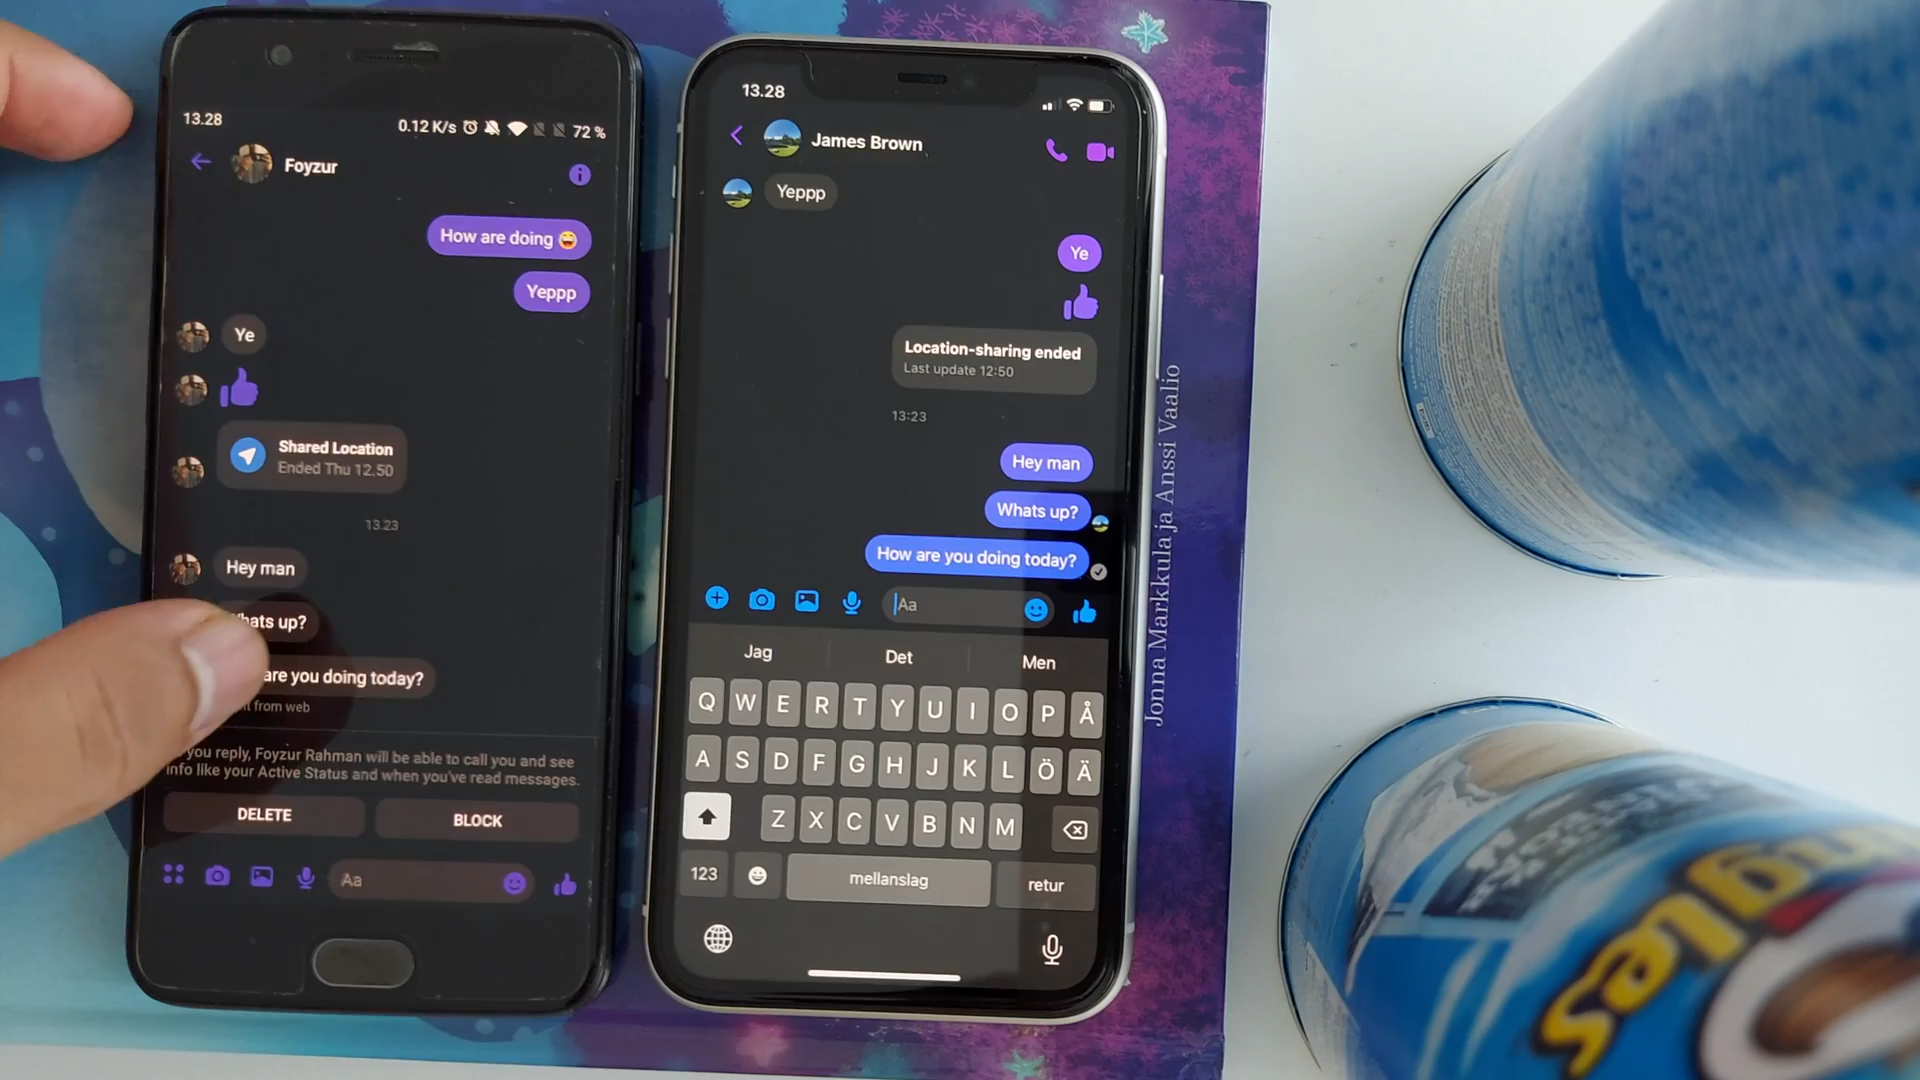 13.28
0.12 K/s 72 %
Foyzur
How are doing 😄
Yeppp
Ye
Shared Location
Ended Thu 12.50
13.23
Hey man
hats up?
are you doing today?
from web
you reply, Foyzur Rahman will be able to call you and see
info like your Active Status and when you've read messages.
DELETE BLOCK
Aa
13.28
James Brown
Yeppp
Ye
Location-sharing ended
Last update 12:50
13:23
Hey man
Whats up?
How are you doing today?
Aa
Jag Det Men
Q W E R T Y U I O P Å
A S D F G H J K L Ö Ä
Z X C V B N M
123 mellanslag retur
Jonna Markkula ja Anssi Vaalio